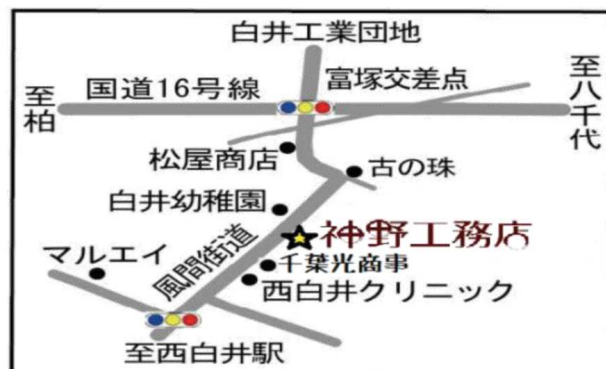 白井工業団地
国道16号線
富塚交差点
至柏
至八千代
松屋商店
古の珠
白井幼稚園
神野工務店
風間街道
マルエイ
千葉光商事
西白井クリニック
至西白井駅